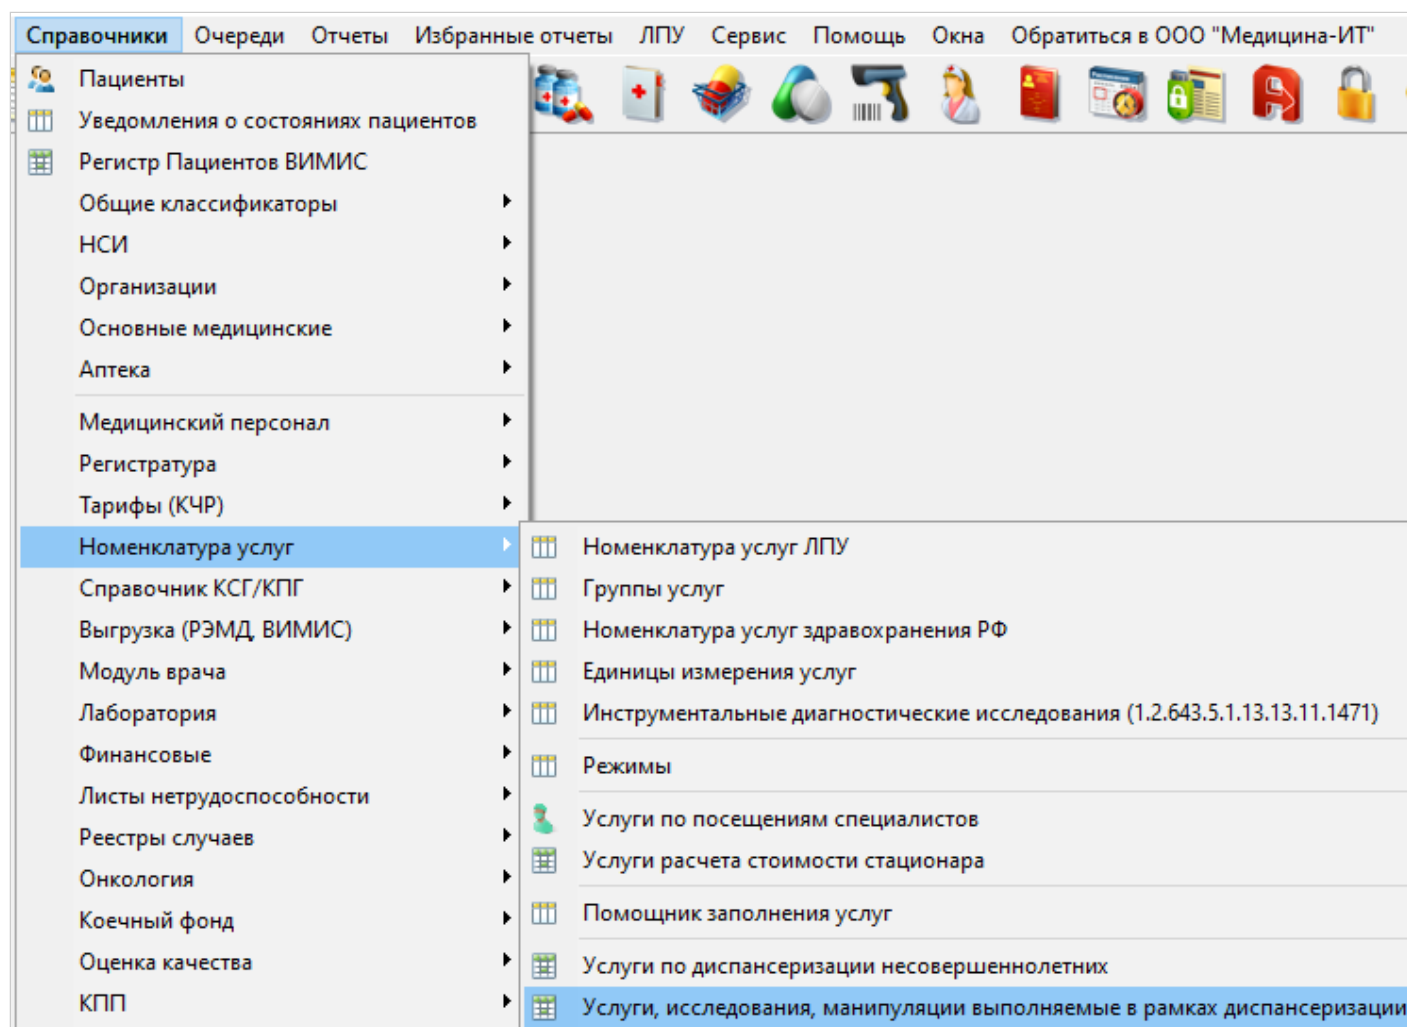 Справочники Очереди Отчеты Избранные отчеты ЛПУ Сервис Помощь Окна Обратиться в ООО "Медицина-ИТ"
Пациенты
Уведомления о состояниях пациентов
Регистр Пациентов ВИМИС
Общие классификаторы
НСИ
Организации
Основные медицинские
Аптека
Медицинский персонал
Регистратура
Тарифы (КЧР)
Номенклатура услуг
Справочник КСГ/КПГ
Выгрузка (РЭМД, ВИМИС)
Модуль врача
Лаборатория
Финансовые
Листы нетрудоспособности
Реестры случаев
Онкология
Коечный фонд
Оценка качества
КПП
Номенклатура услуг ЛПУ
Группы услуг
Номенклатура услуг здравохранения РФ
Единицы измерения услуг
Инструментальные диагностические исследования (1.2.643.5.1.13.13.11.1471)
Режимы
Услуги по посещениям специалистов
Услуги расчета стоимости стационара
Помощник заполнения услуг
Услуги по диспансеризации несовершеннолетних
Услуги, исследования, манипуляции выполняемые в рамках диспансеризации